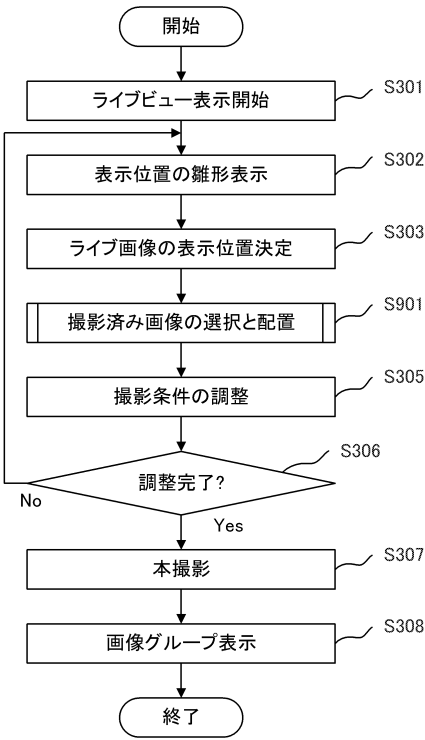 開始
ライブビュー表示開始
S301
表示位置の雛形表示
S302
ライブ画像の表示位置決定
S303
撮影済み画像の選択と配置
S901
撮影条件の調整
S305
調整完了?
S306
No
Yes
本撮影
S307
画像グループ表示
S308
終了